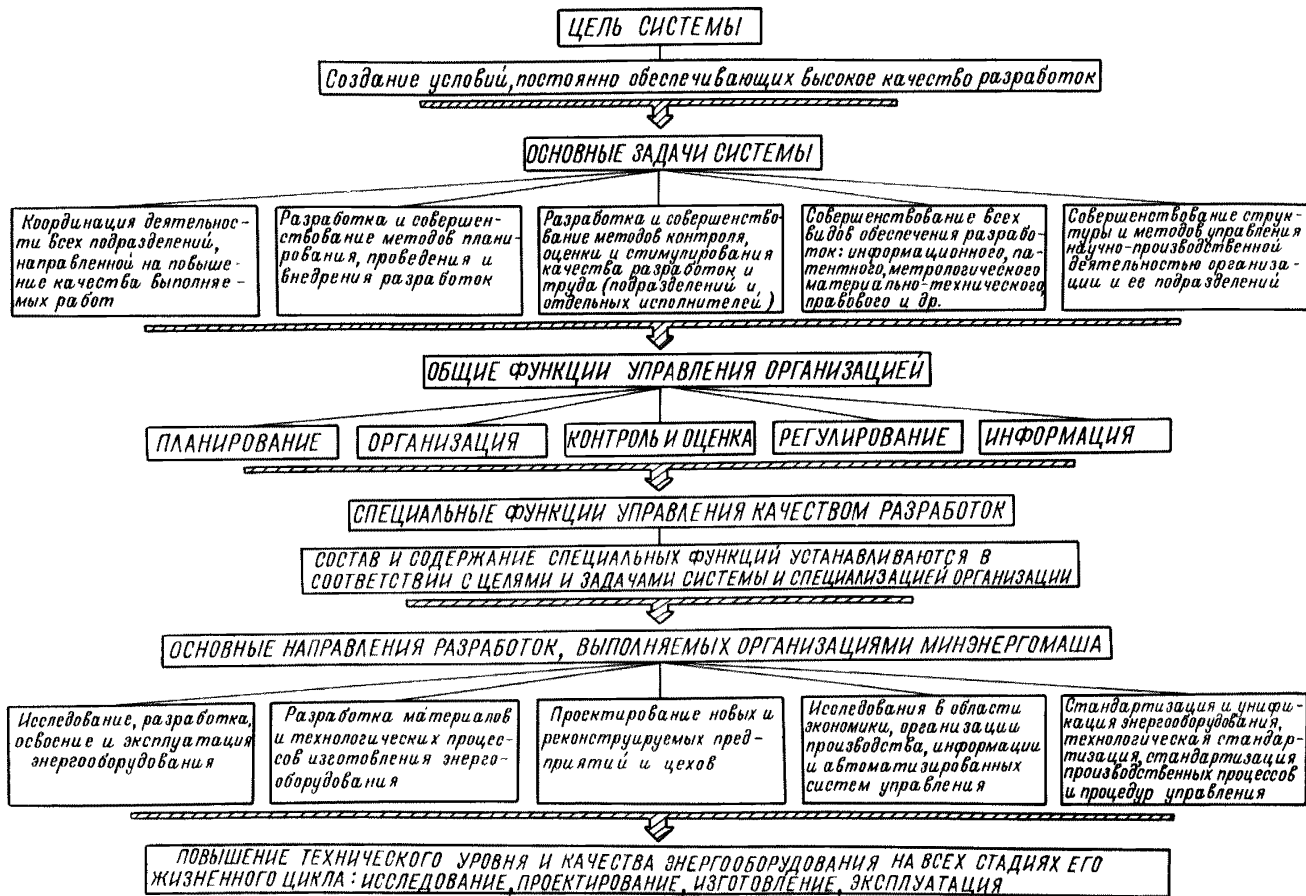 ЦЕЛЬ СИСТЕМЫ
Создание условий, постоянно обеспечивающих высокое качество разработок
ОСНОВНЫЕ ЗАДАЧИ СИСТЕМЫ
Координация деятельнос-
ти всех подразделений,
направленной на повыше-
ние качества выполняе-
мых работ
Разработка и совершен-
ствование методов плани-
рования, проведения и
внедрения разработок
Разработка и совершенство-
вание методов контроля,
оценки и стимулирования
качества разработок и
труда (подразделений и
отдельных исполнителей)
Совершенствование всех
видов обеспечения разрабо-
ток: информационного, па-
тентного, метрологического
материально-технического,
правового и др.
Совершенствование струк-
туры и методов управления
научно-производственной
деятельностью организа-
ции и ее подразделений
ОБЩИЕ ФУНКЦИИ УПРАВЛЕНИЯ ОРГАНИЗАЦИЕЙ
ПЛАНИРОВАНИЕ
ОРГАНИЗАЦИЯ
КОНТРОЛЬ И ОЦЕНКА
РЕГУЛИРОВАНИЕ
ИНФОРМАЦИЯ
СПЕЦИАЛЬНЫЕ ФУНКЦИИ УПРАВЛЕНИЯ КАЧЕСТВОМ РАЗРАБОТОК
СОСТАВ И СОДЕРЖАНИЕ СПЕЦИАЛЬНЫХ ФУНКЦИЙ УСТАНАВЛИВАЮТСЯ В
СООТВЕТСТВИИ С ЦЕЛЯМИ И ЗАДАЧАМИ СИСТЕМЫ И СПЕЦИАЛИЗАЦИЕЙ ОРГАНИЗАЦИИ
ОСНОВНЫЕ НАПРАВЛЕНИЯ РАЗРАБОТОК, ВЫПОЛНЯЕМЫХ ОРГАНИЗАЦИЯМИ МИНЭНЕРГОМАША
Исследование, разработка,
освоение и эксплуатация
энергооборудования
Разработка материалов
и технологических процес-
сов изготовления энерго-
оборудования
Проектирование новых и
реконструируемых пред-
приятий и цехов
Исследования в области
экономики, организации
производства, информации
и автоматизированных
систем управления
Стандартизация и унифи-
кация энергооборудования,
технологическая стандар-
тизация, стандартизация
производственных процессов
и процедур управления
ПОВЫШЕНИЕ ТЕХНИЧЕСКОГО УРОВНЯ И КАЧЕСТВА ЭНЕРГООБОРУДОВАНИЯ НА ВСЕХ СТАДИЯХ ЕГО
ЖИЗНЕННОГО ЦИКЛА: ИССЛЕДОВАНИЕ, ПРОЕКТИРОВАНИЕ, ИЗГОТОВЛЕНИЕ, ЭКСПЛУАТАЦИЯ